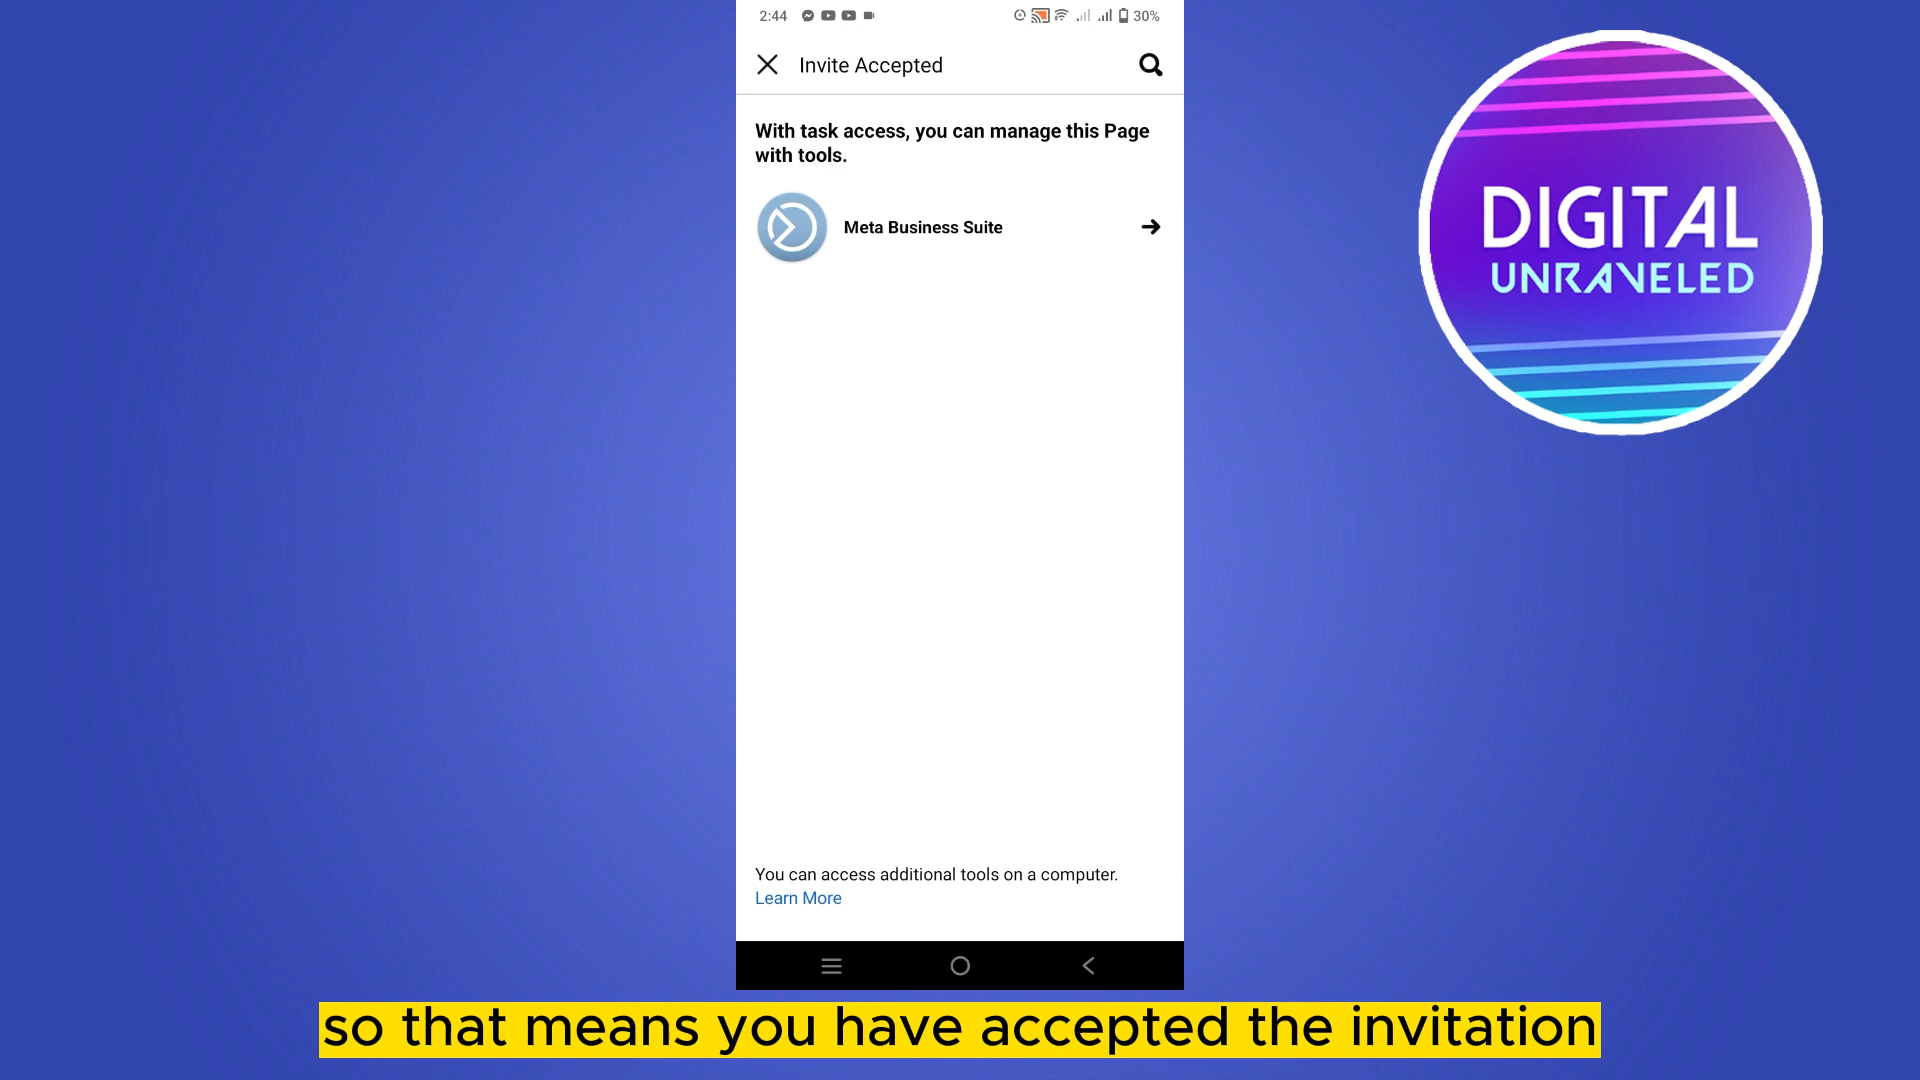 2:44
30%
Invite Accepted
With task access, you can manage this Page
with tools.
Meta Business Suite
DIGITAL
UNRAVELED
You can access additional tools on a computer.
Learn More
so that means you have accepted the invitation